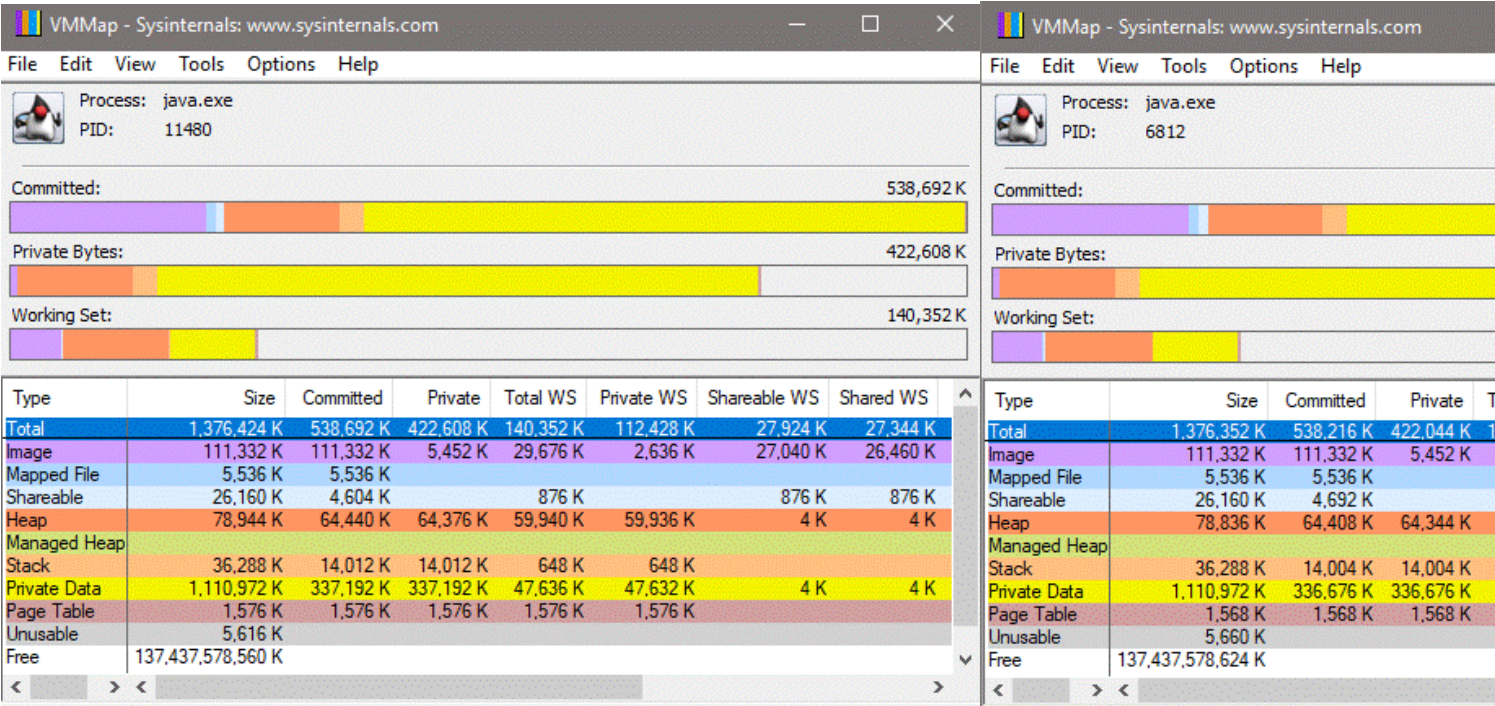 VMMap - Sysinternals: www.sysinternals.com
File Edit View Tools Options Help
Process: java.exe
PID: 11480
Committed: 538,692 K
Private Bytes: 422,608 K
Working Set: 140,352 K
Type Size Committed Private Total WS Private WS Shareable WS Shared WS
Total 1,376,424 K 538,692 K 422,608 K 140,352 K 112,428 K 27,924 K 27,344 K
Image 111,332 K 111,332 K 5,452 K 29,676 K 2,636 K 27,040 K 26,460 K
Mapped File 5,536 K 5,536 K
Shareable 26,160 K 4,604 K 876 K 876 K 876 K
Heap 78,944 K 64,440 K 64,376 K 59,940 K 59,936 K 4 K 4 K
Managed Heap
Stack 36,288 K 14,012 K 14,012 K 648 K 648 K
Private Data 1,110,972 K 337,192 K 337,192 K 47,636 K 47,632 K 4 K 4 K
Page Table 1,576 K 1,576 K 1,576 K 1,576 K 1,576 K
Unusable 5,616 K
Free 137,437,578,560 K
VMMap - Sysinternals: www.sysinternals.com
File Edit View Tools Options Help
Process: java.exe
PID: 6812
Committed:
Private Bytes:
Working Set:
Type Size Committed Private T
Total 1,376,352 K 538,216 K 422,044 K 1
Image 111,332 K 111,332 K 5,452 K
Mapped File 5,536 K 5,536 K
Shareable 26,160 K 4,692 K
Heap 78,836 K 64,408 K 64,344 K
Managed Heap
Stack 36,288 K 14,004 K 14,004 K
Private Data 1,110,972 K 336,676 K 336,676 K
Page Table 1,568 K 1,568 K 1,568 K
Unusable 5,660 K
Free 137,437,578,624 K